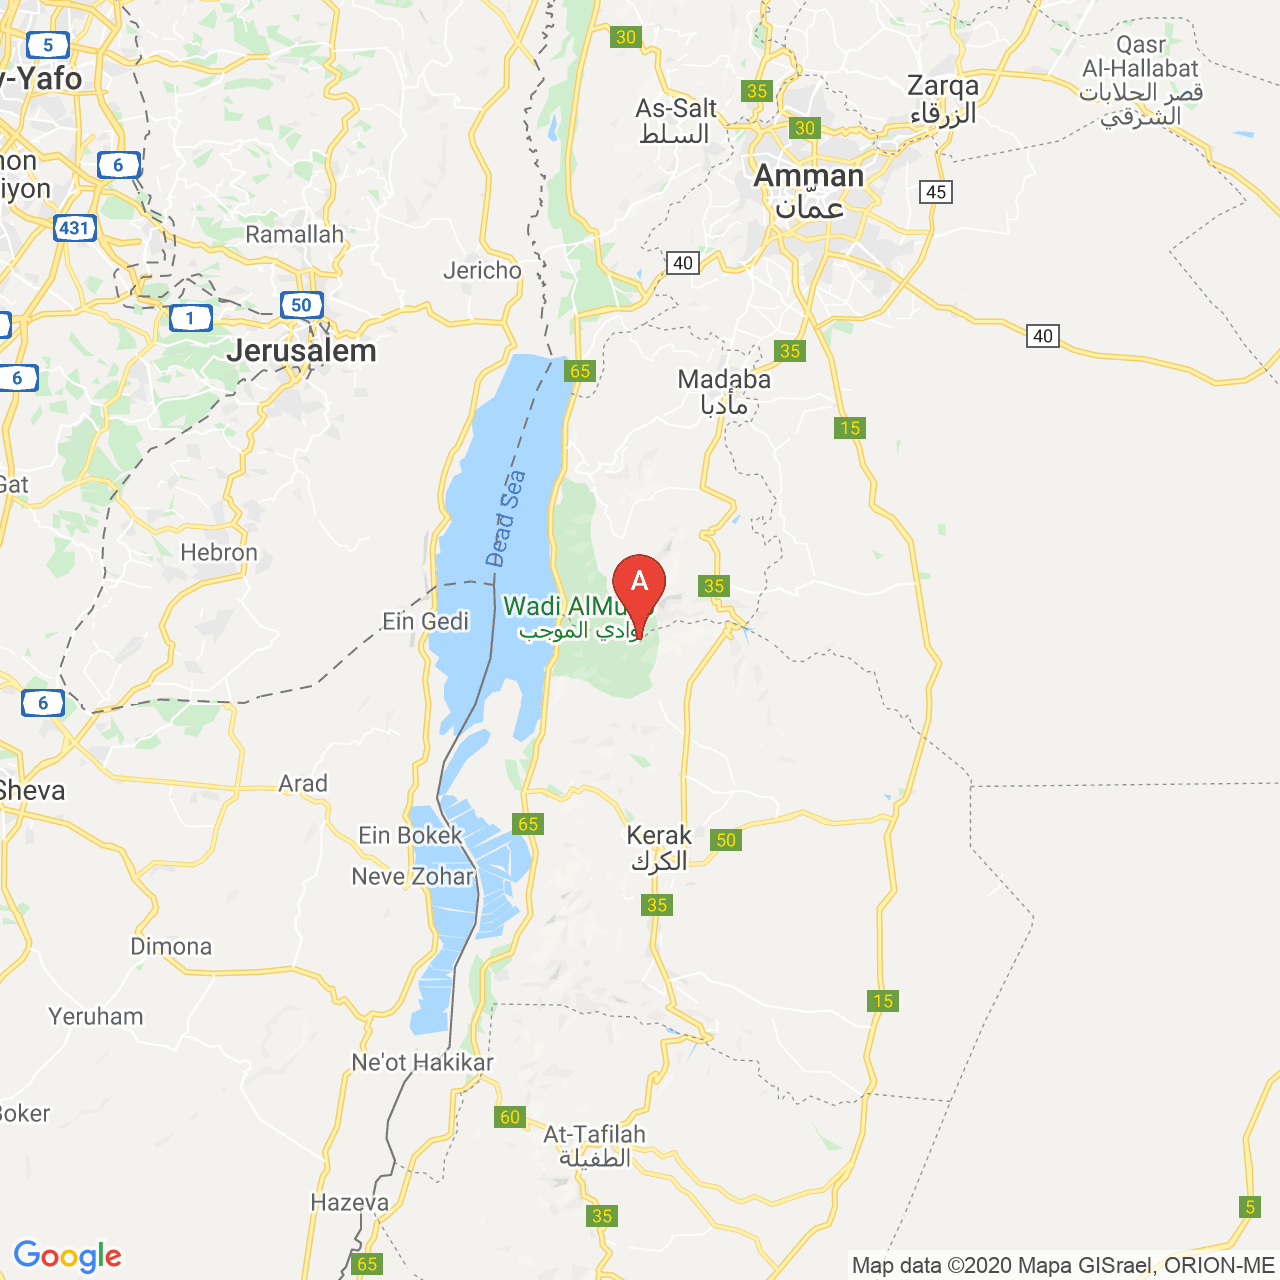 5
y-Yafo
30
As-Salt
السلط
35
30
Zarqa
الزرقاء
Qasr
Al-Hallabat
قصر الحلابات
الشرقي
6
non
iyon
431
Ramallah
Amman
عمّان
45
Jericho
40
50
1
Jerusalem
6
65
35
40
Madaba
مأدبا
15
Gat
Dead Sea
Hebron
A
35
Wadi AlMujib
وادي الموجب
Ein Gedi
6
Sheva
Arad
Ein Bokek
65
Kerak
الكرك
50
Neve Zohar
35
Dimona
15
Yeruham
Ne'ot Hakikar
Boker
60
At-Tafilah
الطفيلة
Hazeva
35
5
Google
65
Map data ©2020 Mapa GISrael, ORION-ME